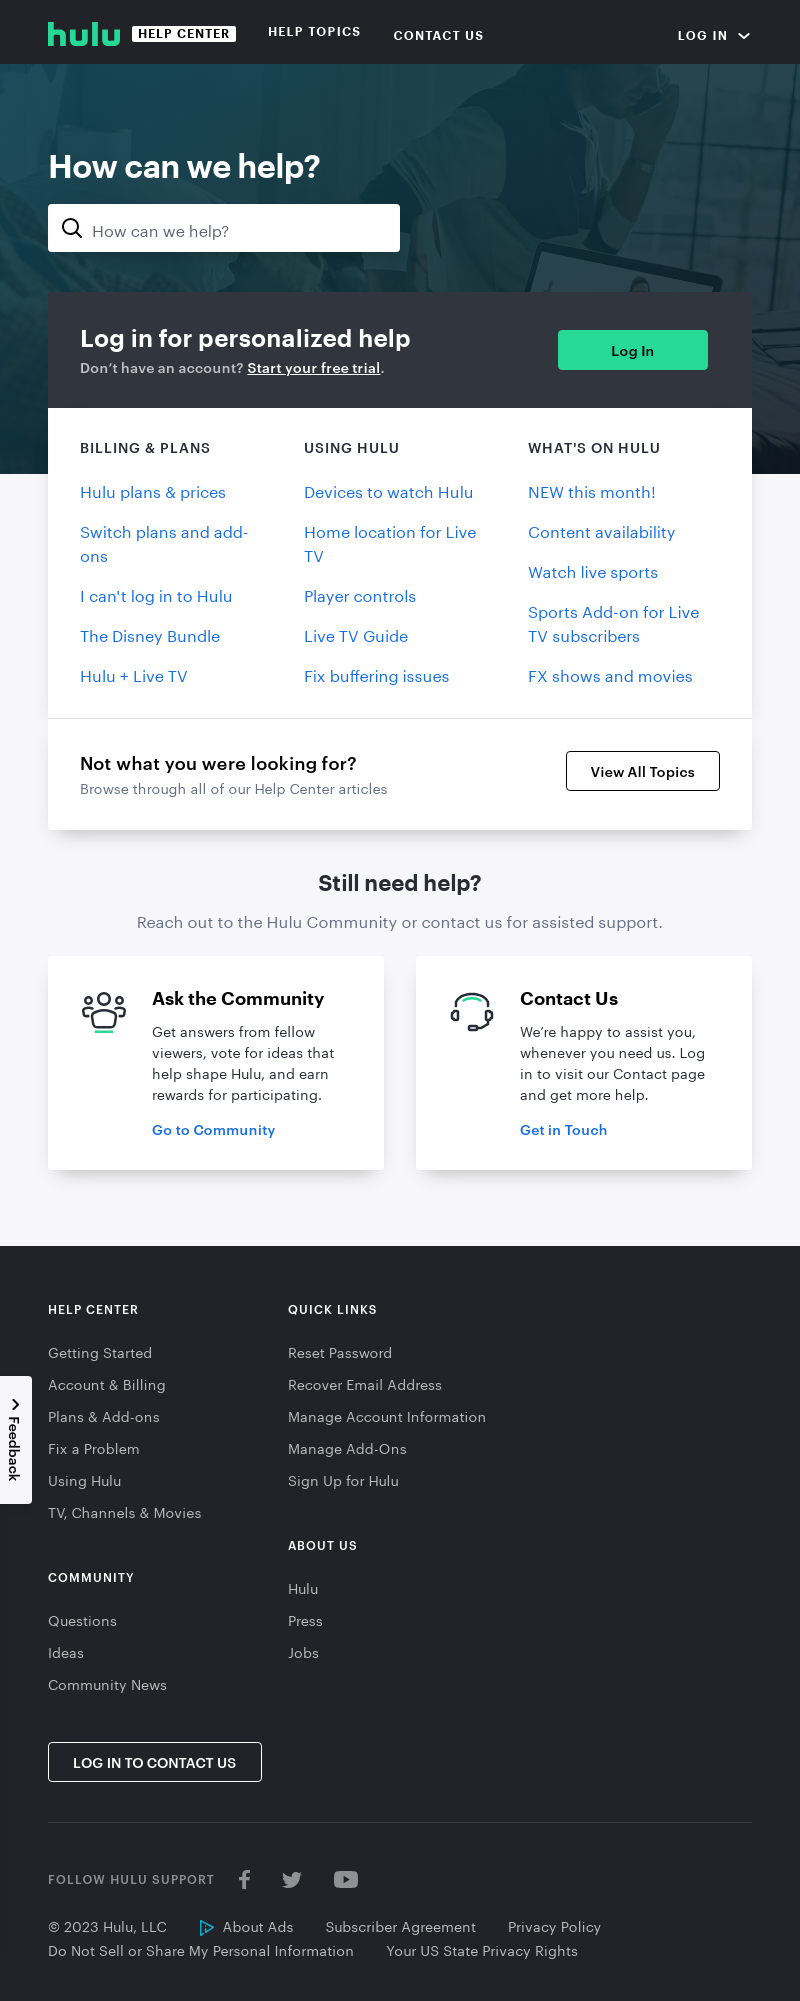 hulu HELP CENTER HELP TOPICS CONTACT US LOG IN
How can we help?
How can we help?
Log in for personalized help
Don’t have an account? Start your free trial.
Log In
BILLING & PLANS
Hulu plans & prices
Switch plans and add-
ons
I can't log in to Hulu
The Disney Bundle
Hulu + Live TV
USING HULU
Devices to watch Hulu
Home location for Live
TV
Player controls
Live TV Guide
Fix buffering issues
WHAT'S ON HULU
NEW this month!
Content availability
Watch live sports
Sports Add-on for Live
TV subscribers
FX shows and movies
Not what you were looking for?
Browse through all of our Help Center articles
View All Topics
Still need help?
Reach out to the Hulu Community or contact us for assisted support.
Ask the Community
Get answers from fellow
viewers, vote for ideas that
help shape Hulu, and earn
rewards for participating.
Go to Community
Contact Us
We’re happy to assist you,
whenever you need us. Log
in to visit our Contact page
and get more help.
Get in Touch
HELP CENTER
Getting Started
Account & Billing
Plans & Add-ons
Fix a Problem
Using Hulu
TV, Channels & Movies
COMMUNITY
Questions
Ideas
Community News
QUICK LINKS
Reset Password
Recover Email Address
Manage Account Information
Manage Add-Ons
Sign Up for Hulu
ABOUT US
Hulu
Press
Jobs
Feedback
LOG IN TO CONTACT US
FOLLOW HULU SUPPORT
© 2023 Hulu, LLC About Ads Subscriber Agreement Privacy Policy
Do Not Sell or Share My Personal Information Your US State Privacy Rights